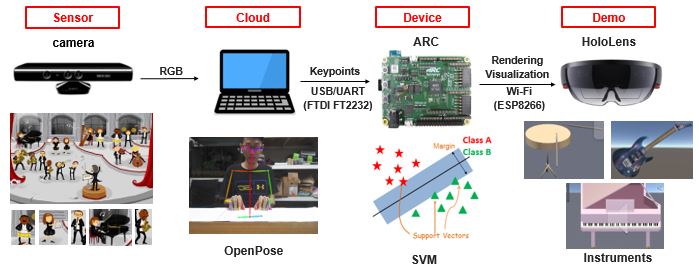 Sensor
Cloud
Device
Demo
camera
ARC
HoloLens
RGB
Keypoints
USB/UART
(FTDI FT2232)
Rendering
Visualization
Wi-Fi
(ESP8266)
Class A
Margin
Class B
Support Vectors
OpenPose
SVM
Instruments